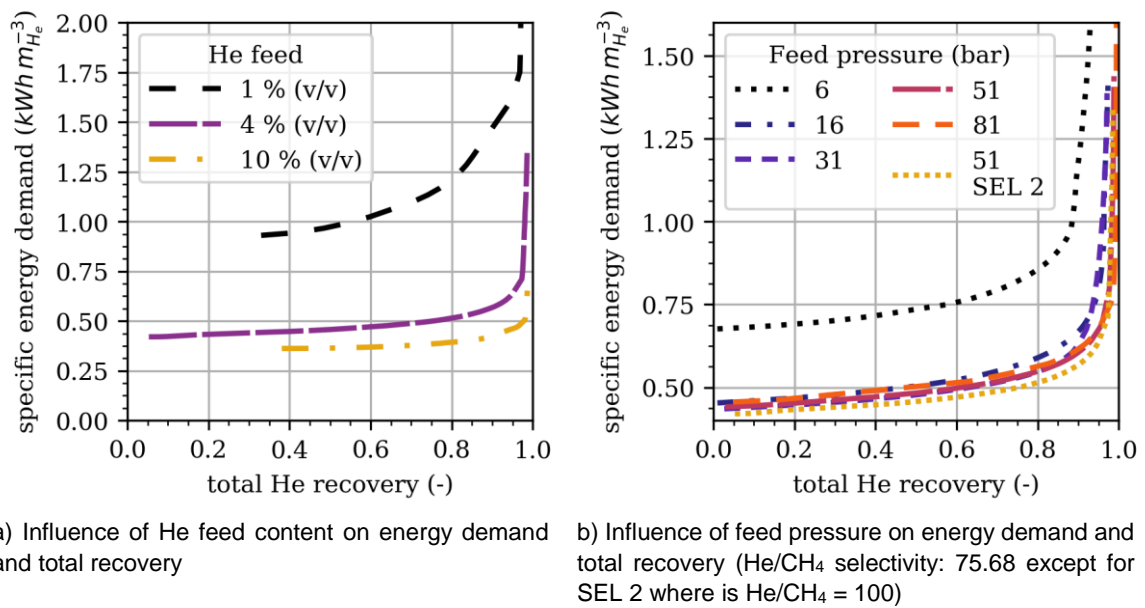 specific energy demand (kWh m_{He}^{-3})
2.00
1.75
1.50
1.25
1.00
0.75
0.50
0.25
0.00
He feed
1 % (v/v)
4 % (v/v)
10 % (v/v)
0.0 0.2 0.4 0.6 0.8 1.0
total He recovery (-)
specific energy demand (kWh m_{He}^{-3})
1.50
1.25
1.00
0.75
0.50
Feed pressure (bar)
6
16
31
51
81
51
SEL 2
0.0 0.2 0.4 0.6 0.8 1.0
total He recovery (-)
a) Influence of He feed content on energy demand
and total recovery
b) Influence of feed pressure on energy demand and
total recovery (He/CH₄ selectivity: 75.68 except for
SEL 2 where is He/CH₄ = 100)